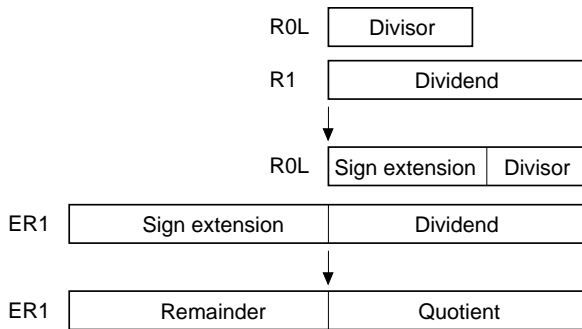 R0L Divisor
R1 Dividend
R0L Sign extension Divisor
ER1 Sign extension Dividend
ER1 Remainder Quotient